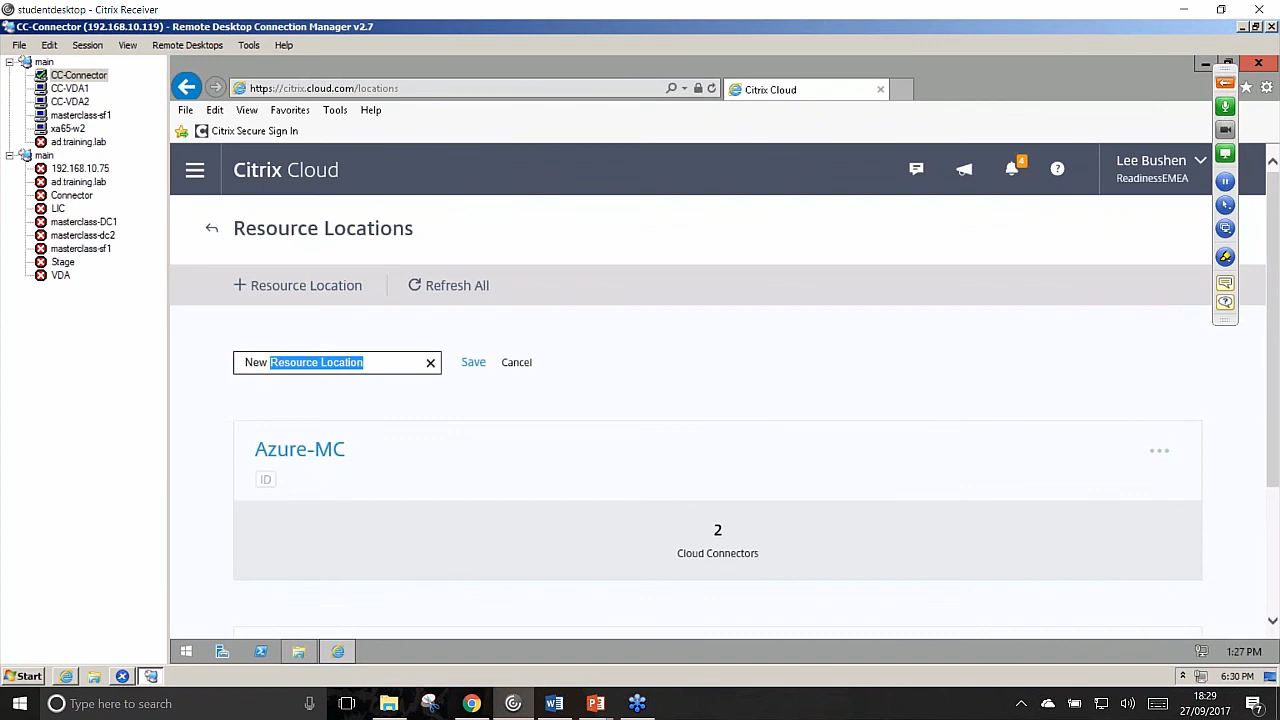 studentdesktop - Citrix Receiver
CC-Connector (192.168.10.119) - Remote Desktop Connection Manager v2.7
File Edit Session View Remote Desktops Tools Help
main
CC-Connector
CC-VDA1
CC-VDA2
masterclass-sf1
xa65-w2
ad.training.lab
main
192.168.10.75
ad.training.lab
Connector
LIC
masterclass-DC1
masterclass-dc2
masterclass-sf1
Stage
VDA
https://citrix.cloud.com/locations
Citrix Cloud
File Edit View Favorites Tools Help
Citrix Secure Sign In
Citrix Cloud
4
Lee Bushen
ReadinessEMEA
Resource Locations
+ Resource Location
Refresh All
New Resource Location
Save
Cancel
Azure-MC
ID
2
Cloud Connectors
1:27 PM
Start
6:30 PM
Type here to search
18:29
27/09/2017
7